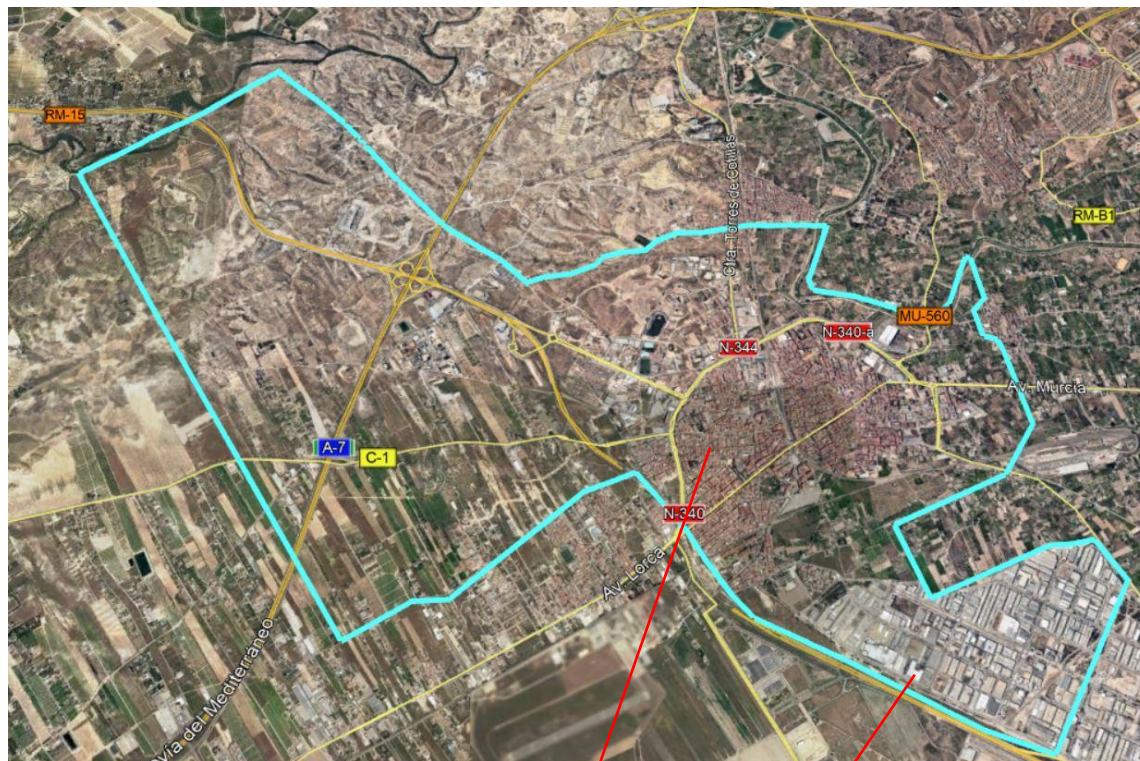 RM-15
Ctra. Torres de Cotillas
RM-B1
MU-560
N-340-a
N-344
Av. Murcia
A-7
C-1
N-340
Av. Lorca
vía del Mediterráneo